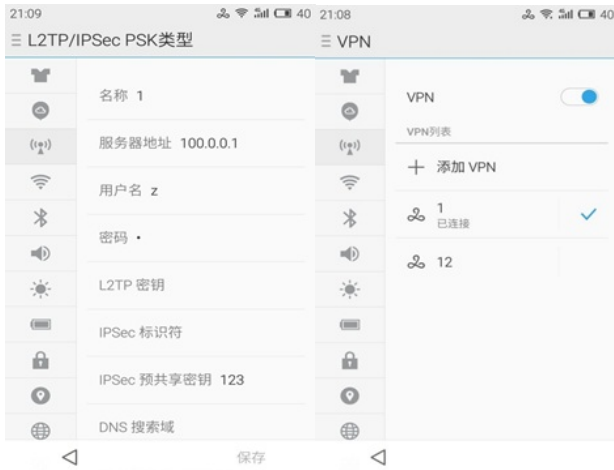 21:09
40
L2TP/IPSec PSK类型
名称 1
服务器地址 100.0.0.1
用户名 z
密码 •
L2TP 密钥
IPSec 标识符
IPSec 预共享密钥 123
DNS 搜索域
保存
21:08
40
VPN
VPN
VPN列表
添加 VPN
1
已连接
12